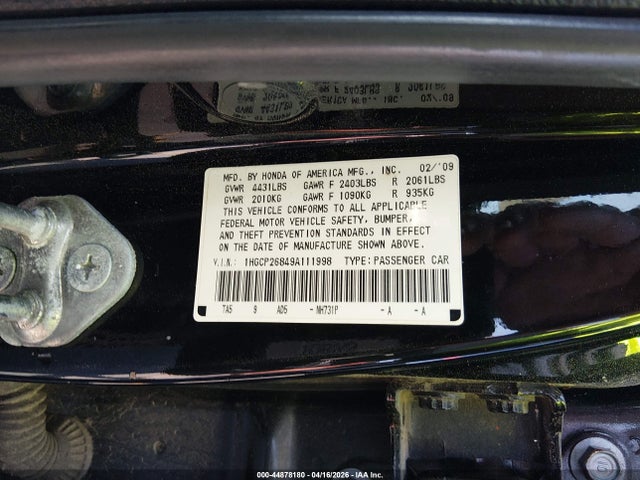 MFD. BY HONDA OF AMERICA MFG., INC. 02/'09
GVWR 4431LBS GAWR F 2403LBS R 2061LBS
GVWR 2010KG GAWR F 1090KG R 935KG
THIS VEHICLE CONFORMS TO ALL APPLICABLE
FEDERAL MOTOR VEHICLE SAFETY, BUMPER,
AND THEFT PREVENTION STANDARDS IN EFFECT
ON THE DATE OF MANUFACTURE SHOWN ABOVE.
V.I.N.: 1HGCP26849A111998 TYPE: PASSENGER CAR
TA5 9 AD5 - NH731P - A - A
000-44878180 - 04/16/2026 - IAA Inc.